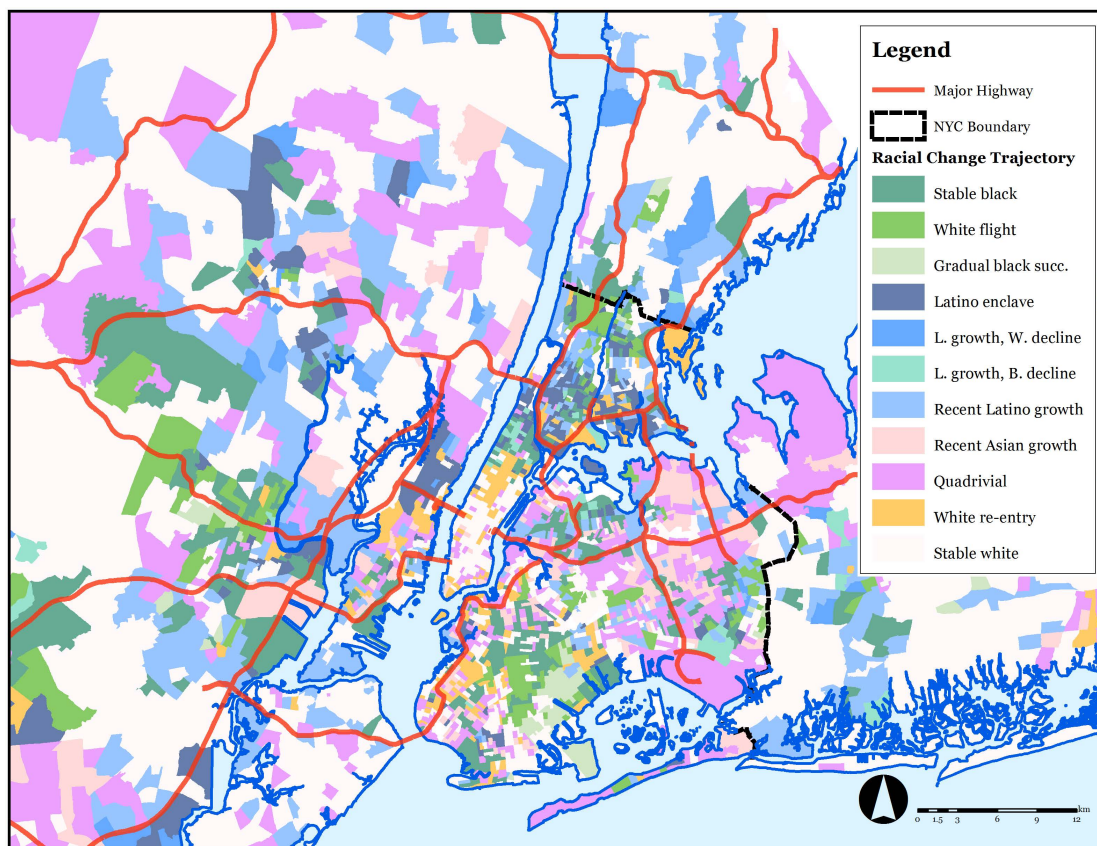 Legend
Major Highway
NYC Boundary
Racial Change Trajectory
Stable black
White flight
Gradual black succ.
Latino enclave
L. growth, W. decline
L. growth, B. decline
Recent Latino growth
Recent Asian growth
Quadrivial
White re-entry
Stable white
km
0 1.5 3 6 9 12